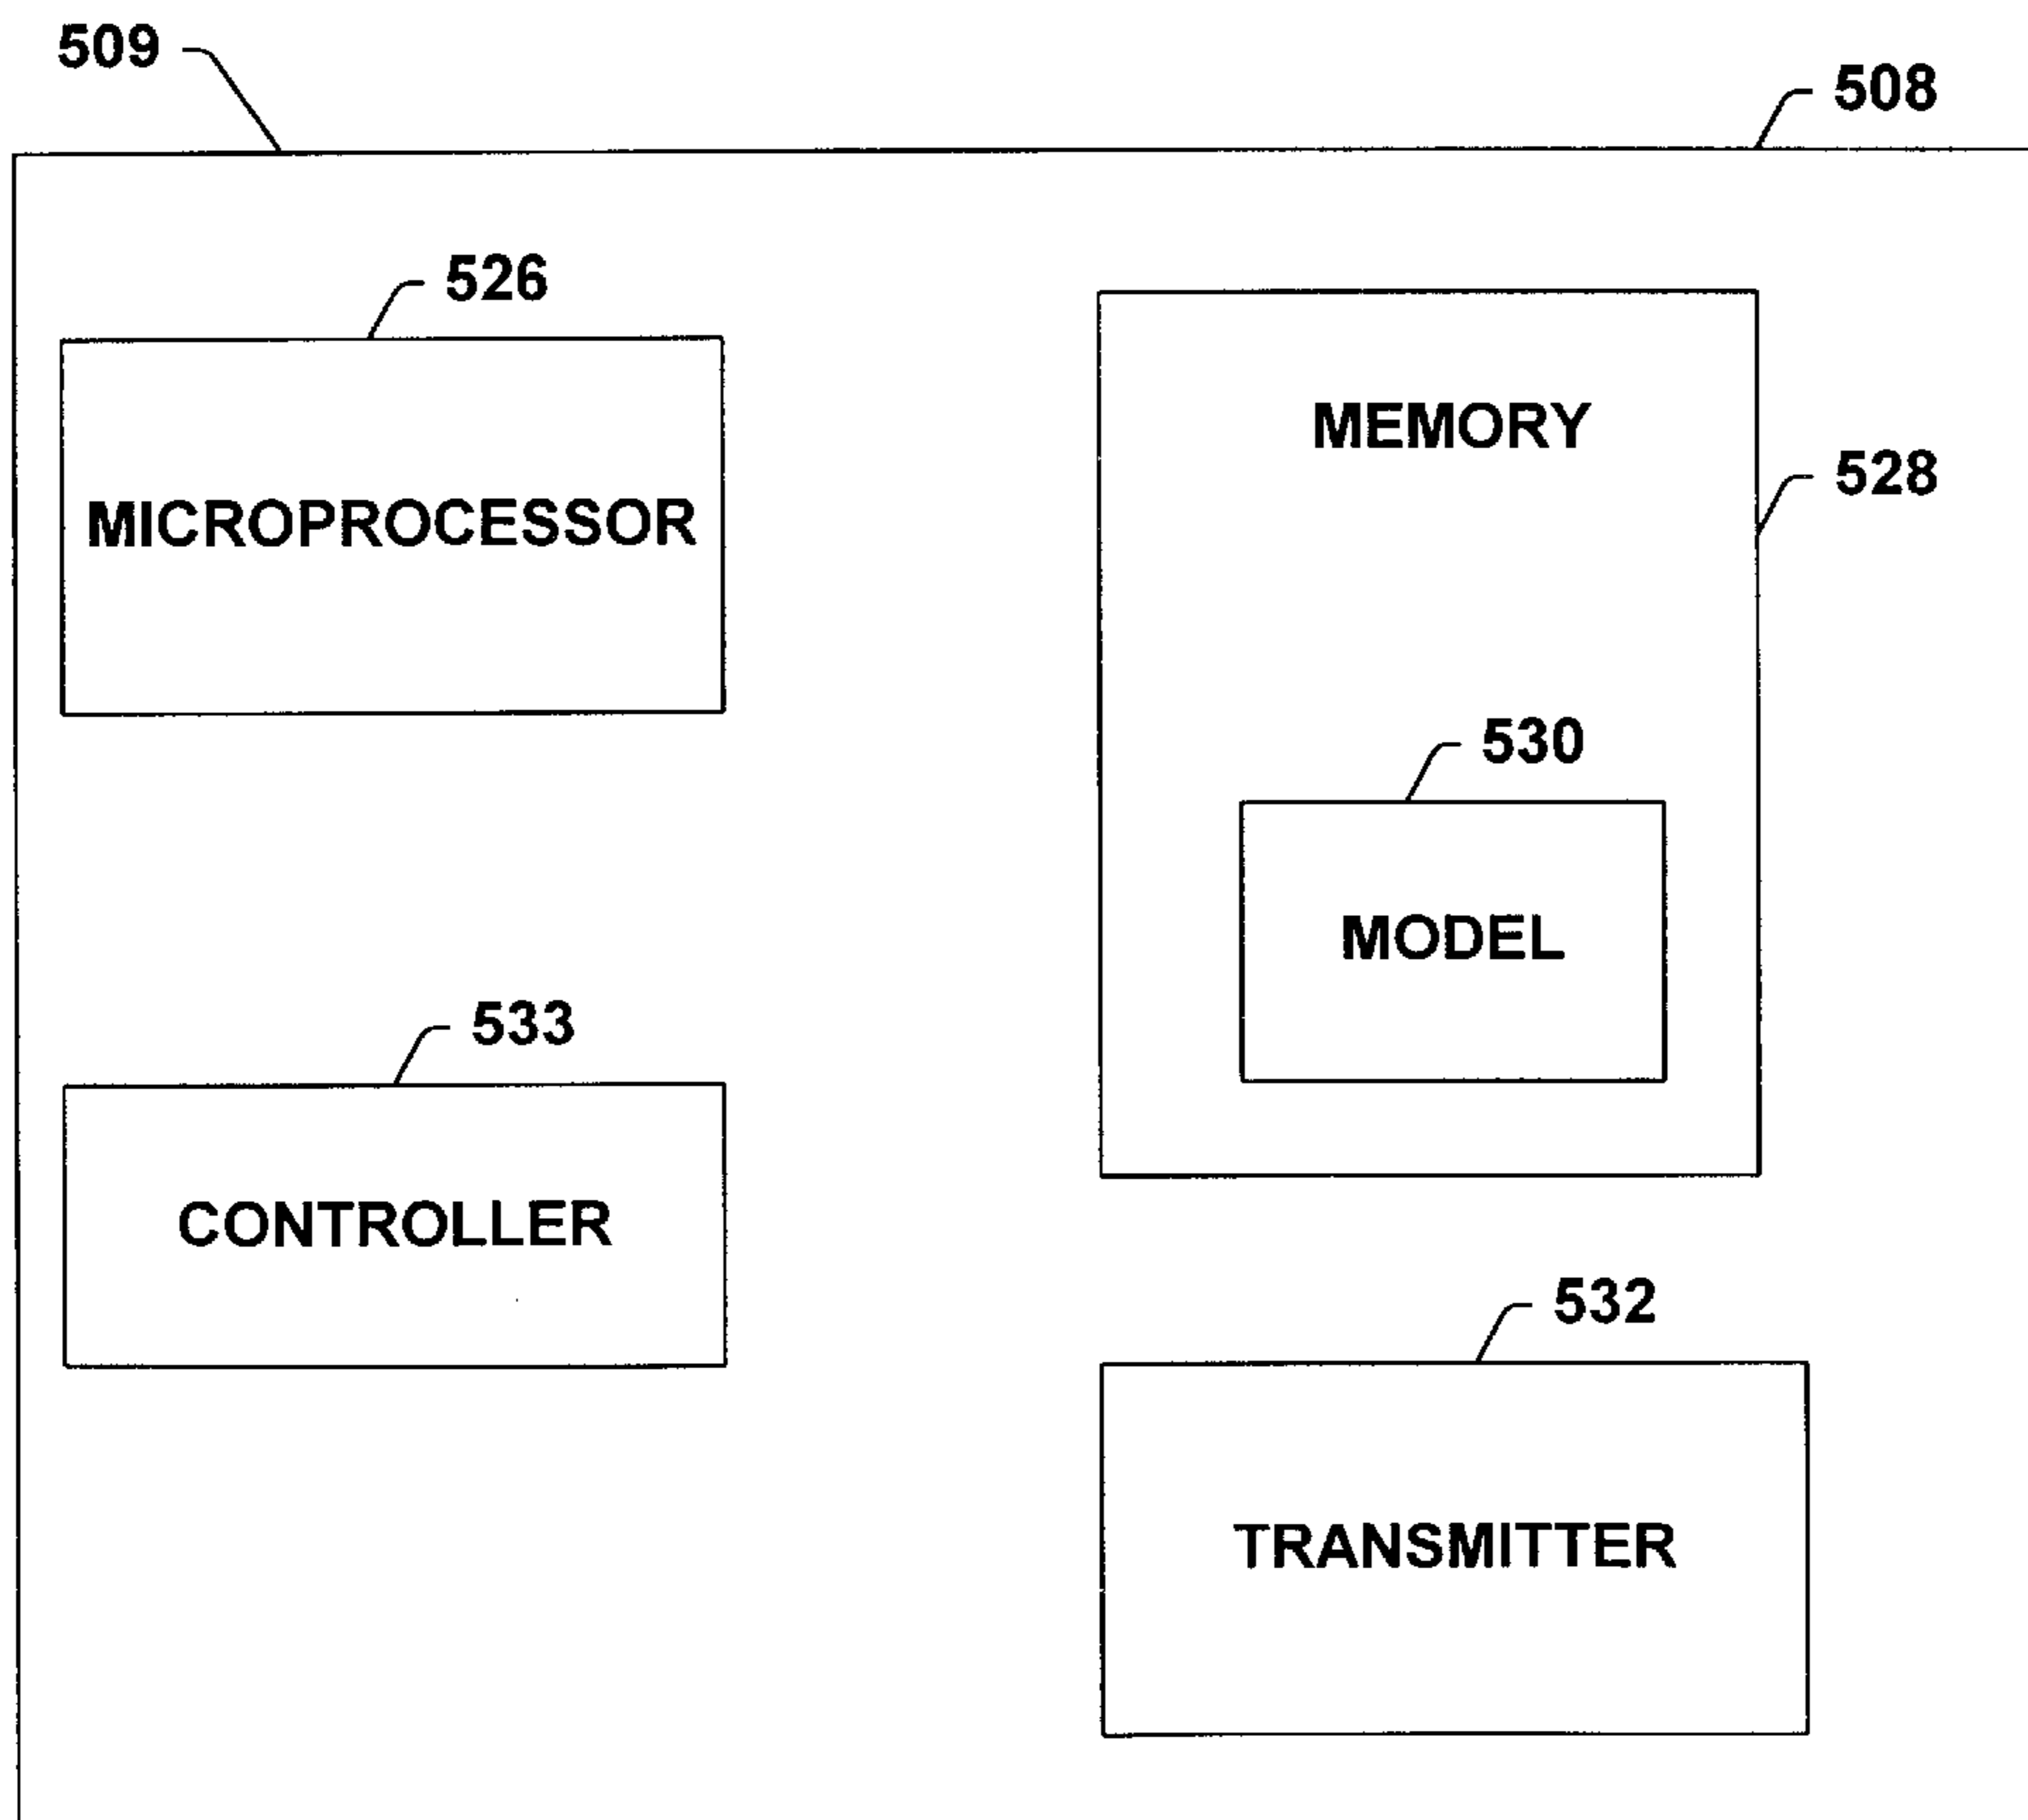 509
508
526
MEMORY
528
MICROPROCESSOR
530
MODEL
533
CONTROLLER
532
TRANSMITTER